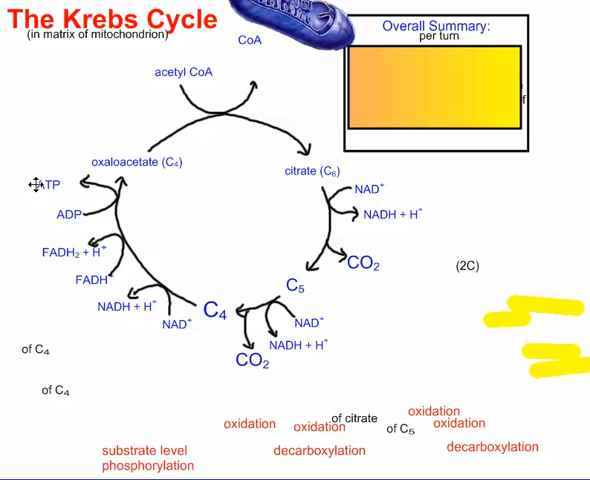 The Krebs Cycle
(in matrix of mitochondrion)
CoA
Overall Summary:
per turn
acetyl CoA
oxaloacetate (C₄)
citrate (C₆)
ATP
NAD⁺
ADP
NADH + H⁺
FADH₂ + H⁺
CO₂
(2C)
FADH⁺
C₅
NADH + H⁺
C₄
NAD⁺
NAD⁺
NADH + H⁺
of C₄
CO₂
of C₄
oxidation
of citrate
oxidation
oxidation
of C₅
oxidation
substrate level
phosphorylation
decarboxylation
decarboxylation